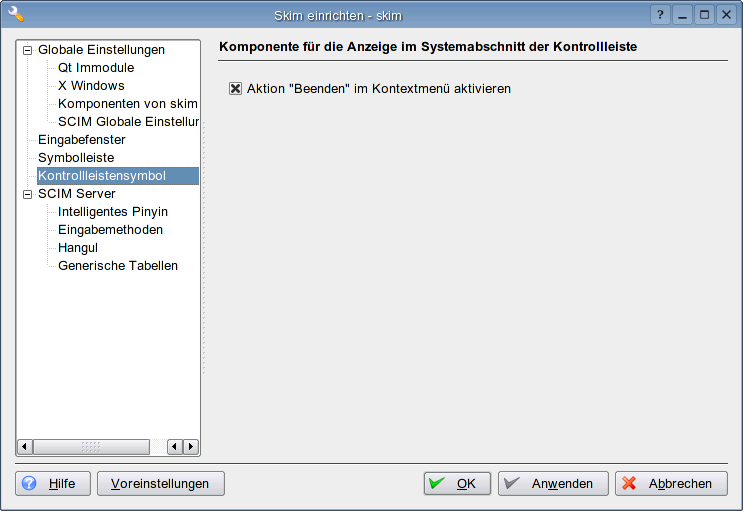 Skim einrichten - skim
Globale Einstellungen
Qt Immodule
X Windows
Komponenten von skim
SCIM Globale Einstellur
Eingabefenster
Symbolleiste
Kontrollleistensymbol
SCIM Server
Intelligentes Pinyin
Eingabemethoden
Hangul
Generische Tabellen
Komponente für die Anzeige im Systemabschnitt der Kontrollleiste
Aktion "Beenden" im Kontextmenü aktivieren
Hilfe
Voreinstellungen
OK
Anwenden
Abbrechen